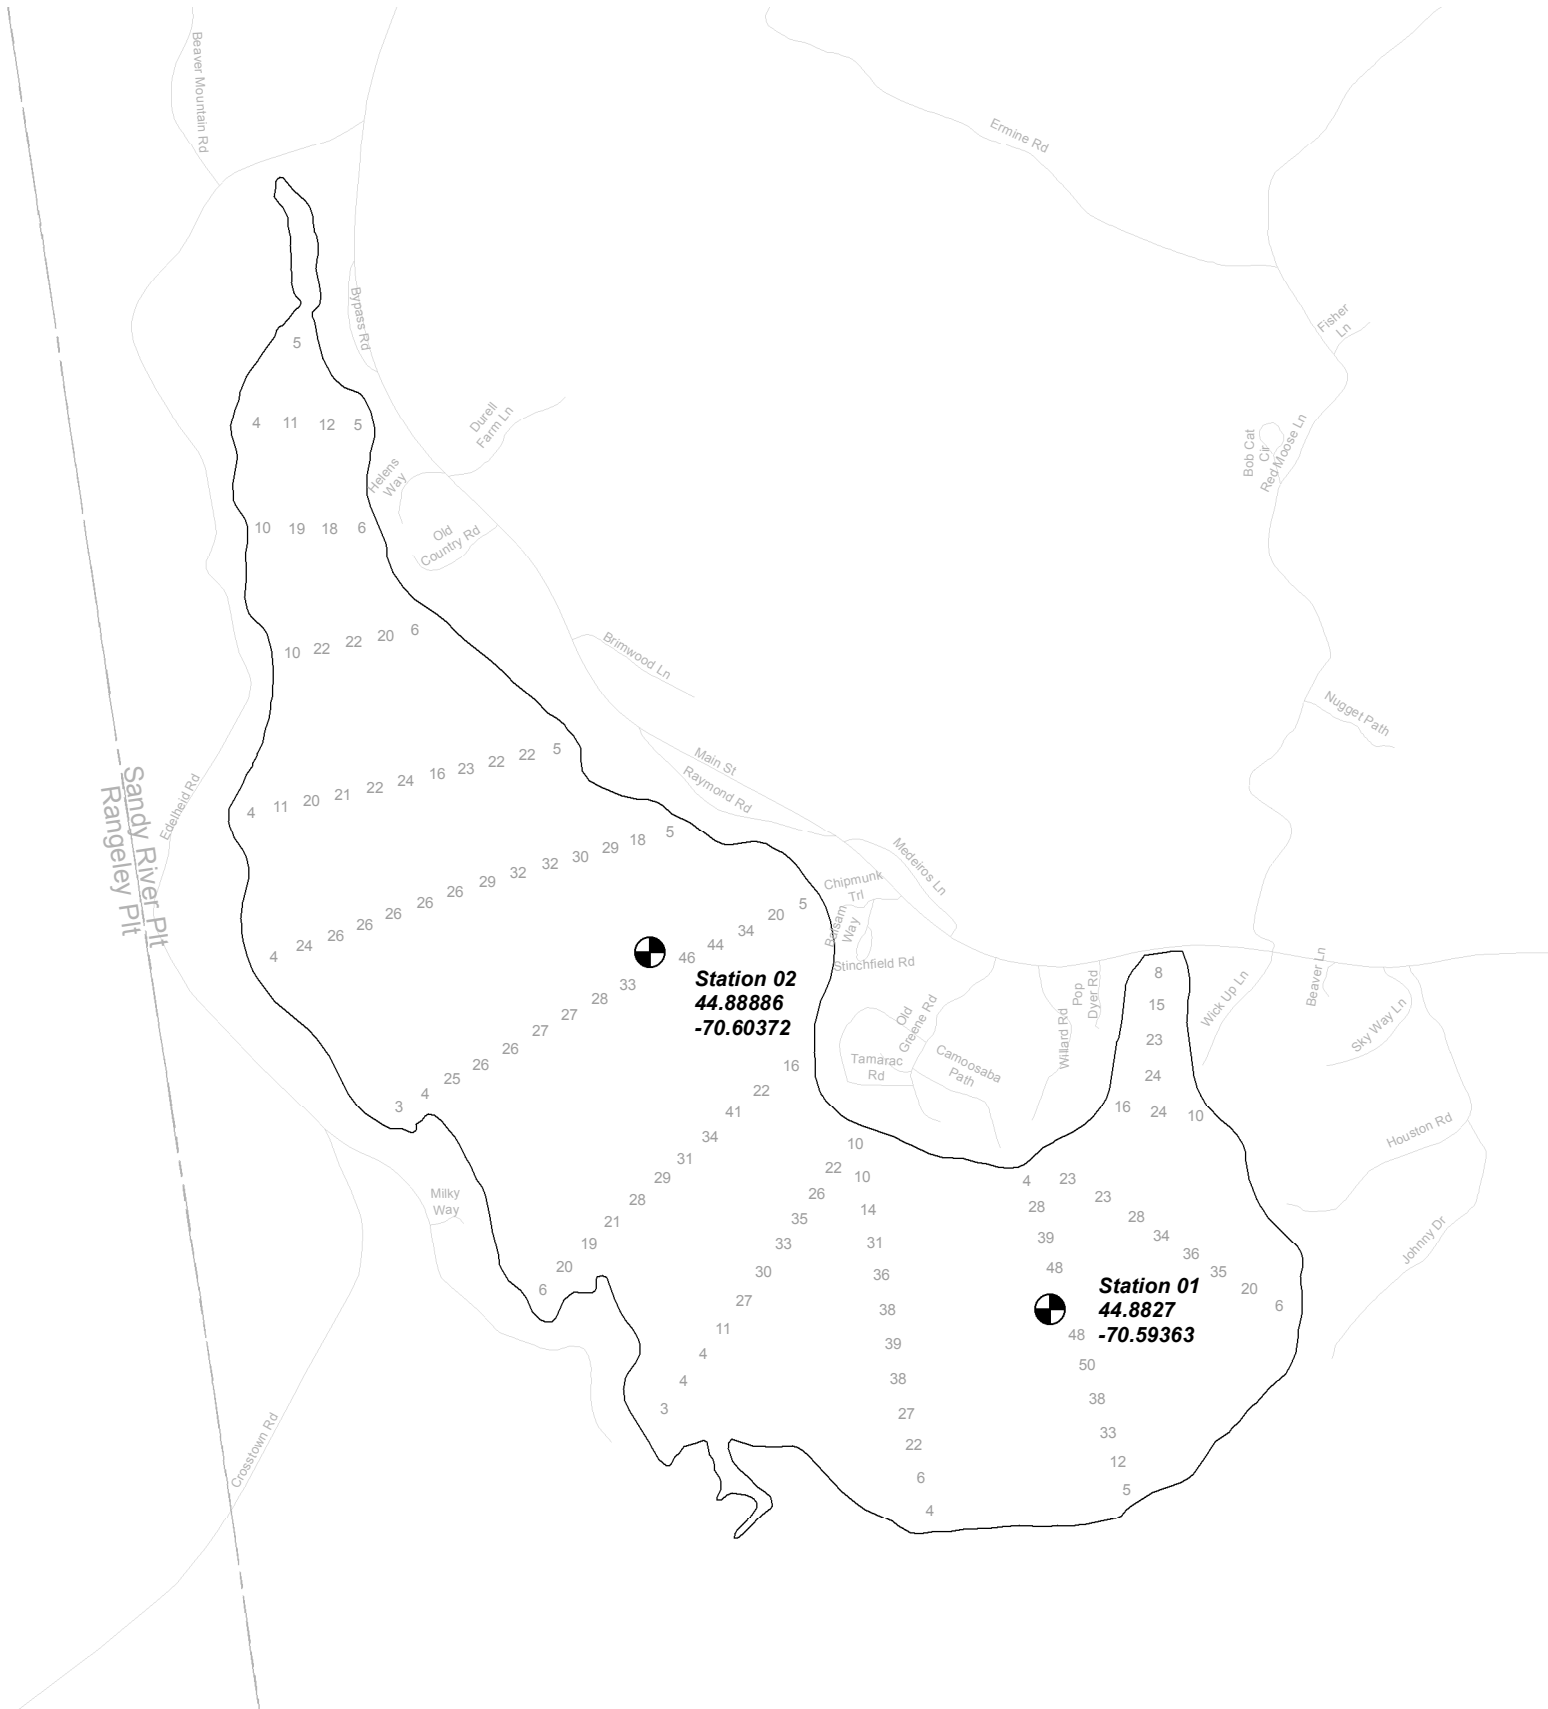 Beaver Mountain Rd
Ermine Rd
Bypass Rd
Fisher
Ln
5
4 11 12 5
Durell
Farm Ln
Bob Cat
Cir
Red Moose Ln
Helens
Way
10 19 18 6
Old
Country Rd
10 22 22 20 6
Brimwood Ln
Nugget Path
4 11 20 21 22 24 16 23 22 22 5
Main St
Raymond Rd
Sandy River Plt
Rangeley Plt
Edelheid Rd
4 24 26 26 26 26 26 29 32 32 30 29 18 5
Medeiros Ln
Chipmunk
Trl
Balsam
Way
Stinchfield Rd
3 4 25 26 26 27 27 28 33 46 44 34 20 5
Station 02
44.88886
-70.60372
Old
Greene Rd
Tamarac
Rd
Camoosaba
Path
Willard Rd
Pop
Dyer Rd
Wick Up Ln
Beaver Ln
Sky Way Ln
Houston Rd
Johnny Dr
8
15
23
24
16 24 10
6 20 19 21 28 29 31 34 41 22 16
Milky
Way
3 4 4 11 27 30 33 35 26 22 10
10
14
31
36
38
39
38
27
22
6
4
4
28
39
48
23
23
28
34
36
35
20
6
Station 01
44.8827
-70.59363
48
50
38
33
12
5
Crosstown Rd